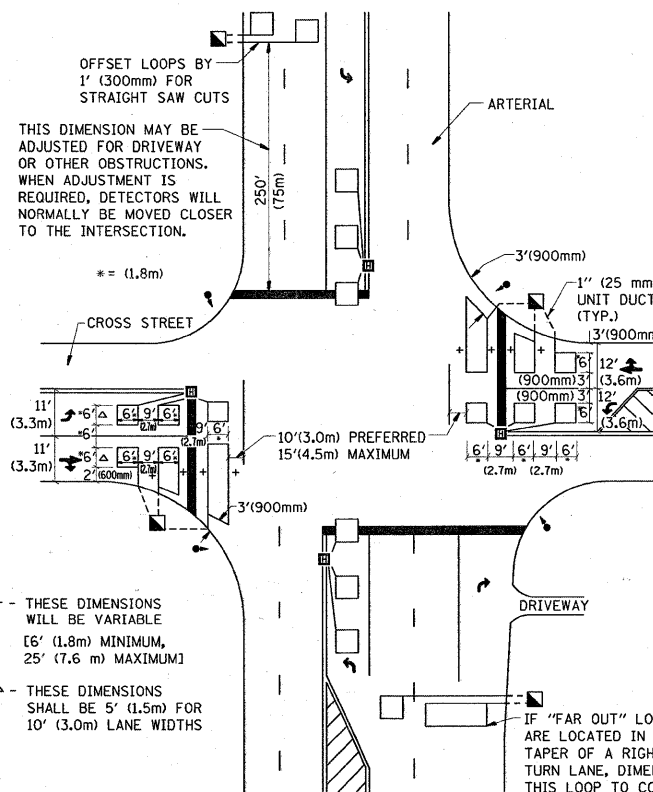 OFFSET LOOPS BY
1' (300mm) FOR
STRAIGHT SAW CUTS
ARTERIAL
THIS DIMENSION MAY BE
ADJUSTED FOR DRIVEWAY
OR OTHER OBSTRUCTIONS.
WHEN ADJUSTMENT IS
REQUIRED, DETECTORS WILL
NORMALLY BE MOVED CLOSER
TO THE INTERSECTION.
250'
(75m)
* = (1.8m)
H
3'(900mm)
1" (25 mm
UNIT DUCT
(TYP.)
3'(900mm
CROSS STREET
*6'
12'
(3.6m)
(900mm)3'
(900mm)3'
12'
(3.6m)
*6'
H
H
11'
(3.3m)
*6'
6'* 9' 6'*
(2.7m)
9' 6'
(2.7m) *
*6'
11'
(3.3m)
*6'
6'* 9' 6'*
(2.7m)
2' (600mm)
10'(3.0m) PREFERRED
15'(4.5m) MAXIMUM
6' 9' 6' 9' 6'
* * *
(2.7m) (2.7m)
3'(900mm)
H
- THESE DIMENSIONS
WILL BE VARIABLE
[6' (1.8m) MINIMUM,
25' (7.6 m) MAXIMUM]
DRIVEWAY
- THESE DIMENSIONS
SHALL BE 5' (1.5m) FOR
10' (3.0m) LANE WIDTHS
IF "FAR OUT" LO
ARE LOCATED IN
TAPER OF A RIGH
TURN LANE, DIME
THIS LOOP TO CO